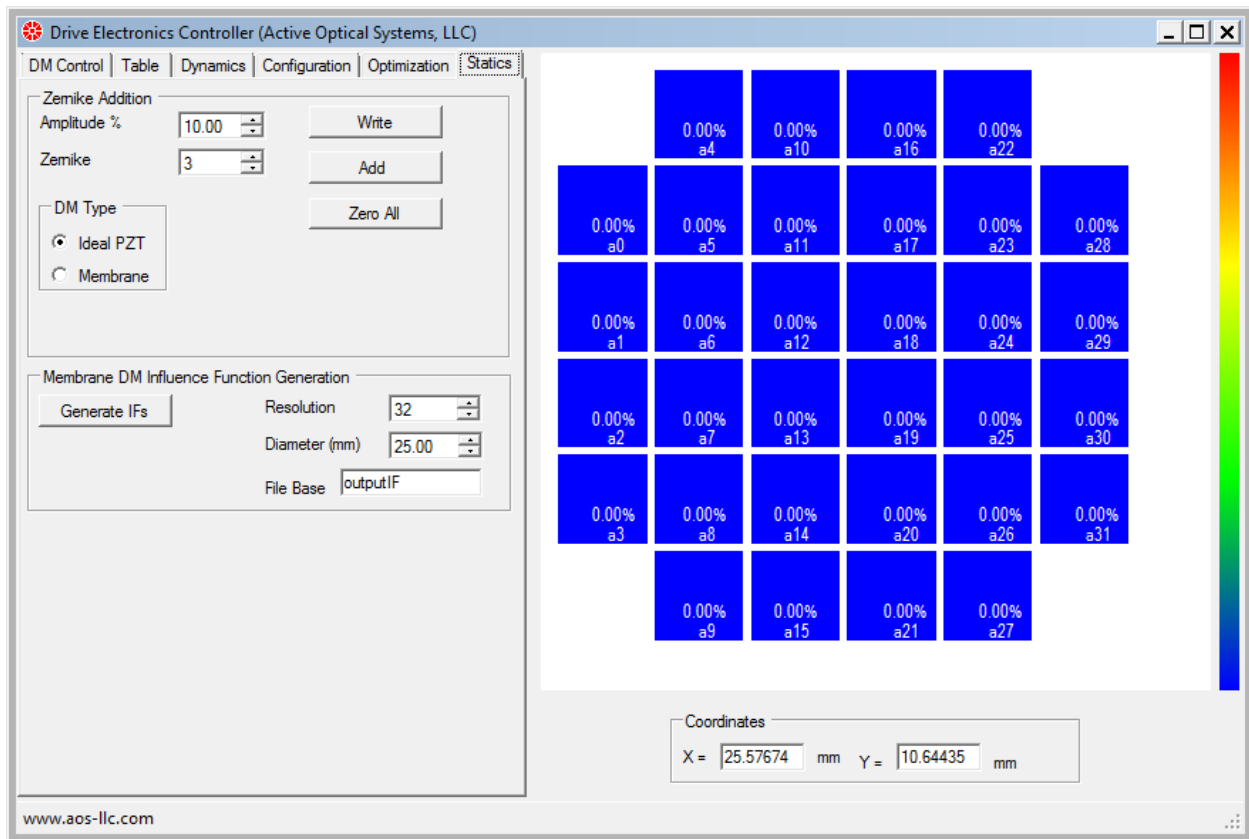 Drive Electronics Controller (Active Optical Systems, LLC)
DM Control Table Dynamics Configuration Optimization Statics
Zernike Addition
Amplitude % 10.00 Write
Zernike 3 Add
Zero All
DM Type
Ideal PZT
Membrane
Membrane DM Influence Function Generation
Generate IFs Resolution 32
Diameter (mm) 25.00
File Base outputIF
0.00% 0.00% 0.00% 0.00%
a4 a10 a16 a22
0.00% 0.00% 0.00% 0.00% 0.00% 0.00%
a0 a5 a11 a17 a23 a28
0.00% 0.00% 0.00% 0.00% 0.00% 0.00%
a1 a6 a12 a18 a24 a29
0.00% 0.00% 0.00% 0.00% 0.00% 0.00%
a2 a7 a13 a19 a25 a30
0.00% 0.00% 0.00% 0.00% 0.00% 0.00%
a3 a8 a14 a20 a26 a31
0.00% 0.00% 0.00% 0.00%
a9 a15 a21 a27
Coordinates
X = 25.57674 mm Y = 10.64435 mm
www.aos-llc.com